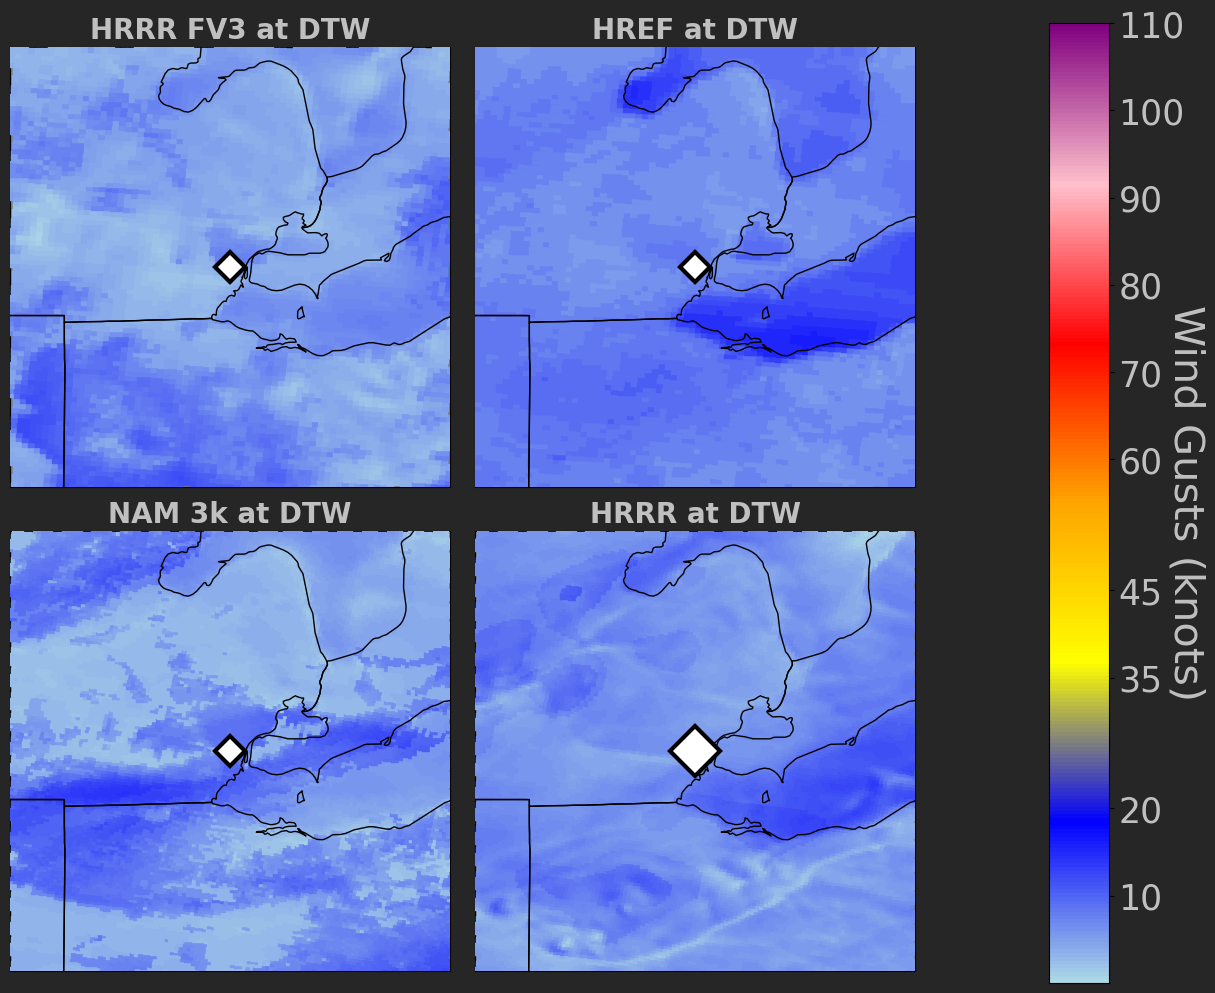 HRRR FV3 at DTW
HREF at DTW
NAM 3k at DTW
HRRR at DTW
110
100
90
80
70
60
45
35
20
10
Wind Gusts (knots)